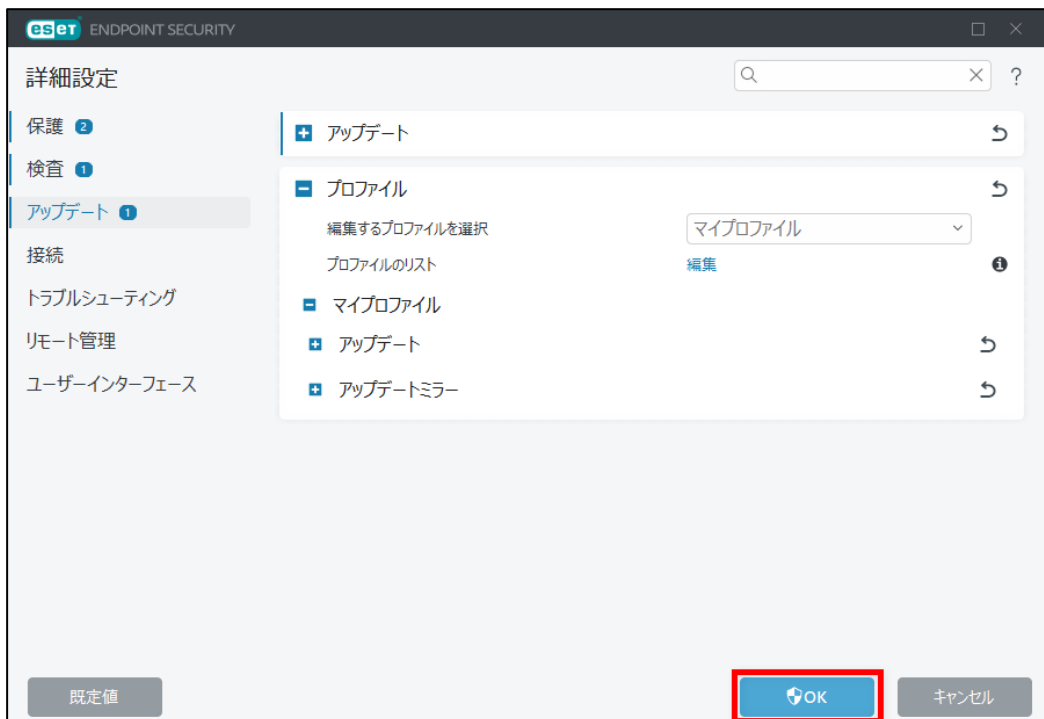 eset ENDPOINT SECURITY
詳細設定
?
保護 2
検査 1
アップデート 1
接続
トラブルシューティング
リモート管理
ユーザーインターフェース
アップデート
プロファイル
編集するプロファイルを選択 マイプロファイル
プロファイルのリスト 編集
マイプロファイル
アップデート
アップデートミラー
既定値
OK
キャンセル